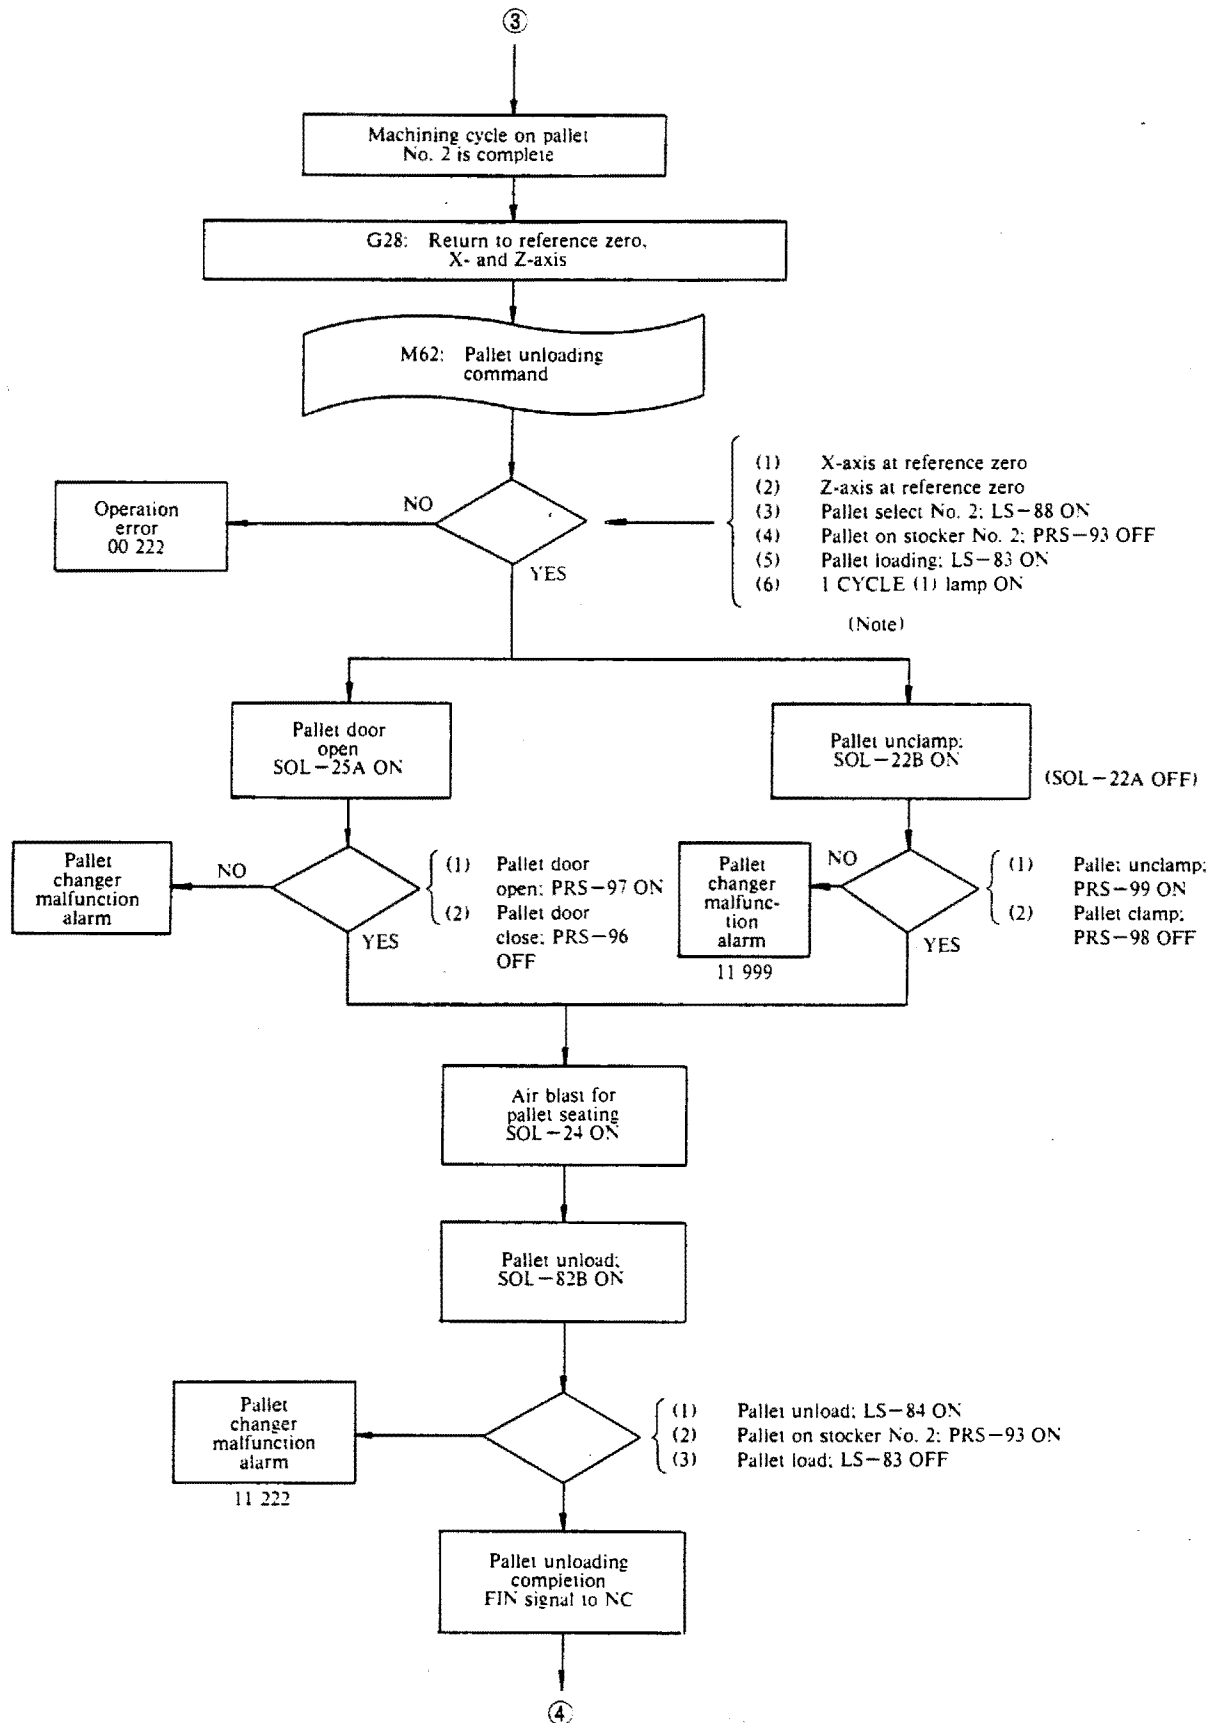 3
Machining cycle on pallet
No. 2 is complete
G28: Return to reference zero,
X- and Z-axis
M62: Pallet unloading
command
(1) X-axis at reference zero
(2) Z-axis at reference zero
(3) Pallet select No. 2; LS-88 ON
(4) Pallet on stocker No. 2; PRS-93 OFF
(5) Pallet loading; LS-83 ON
(6) 1 CYCLE (1) lamp ON
(Note)
NO
Operation
error
00 222
YES
Pallet door
open
SOL-25A ON
Pallet unclamp;
SOL-22B ON
(SOL-22A OFF)
Pallet
changer
malfunction
alarm
NO
(1) Pallet door
open; PRS-97 ON
(2) Pallet door
close; PRS-96
OFF
YES
Pallet
changer
malfunc-
tion
alarm
11 999
NO
(1) Pallet unclamp;
PRS-99 ON
(2) Pallet clamp;
PRS-98 OFF
YES
Air blast for
pallet seating
SOL-24 ON
Pallet unload;
SOL-82B ON
Pallet
changer
malfunction
alarm
11 222
(1) Pallet unload; LS-84 ON
(2) Pallet on stocker No. 2; PRS-93 ON
(3) Pallet load; LS-83 OFF
Pallet unloading
completion
FIN signal to NC
4